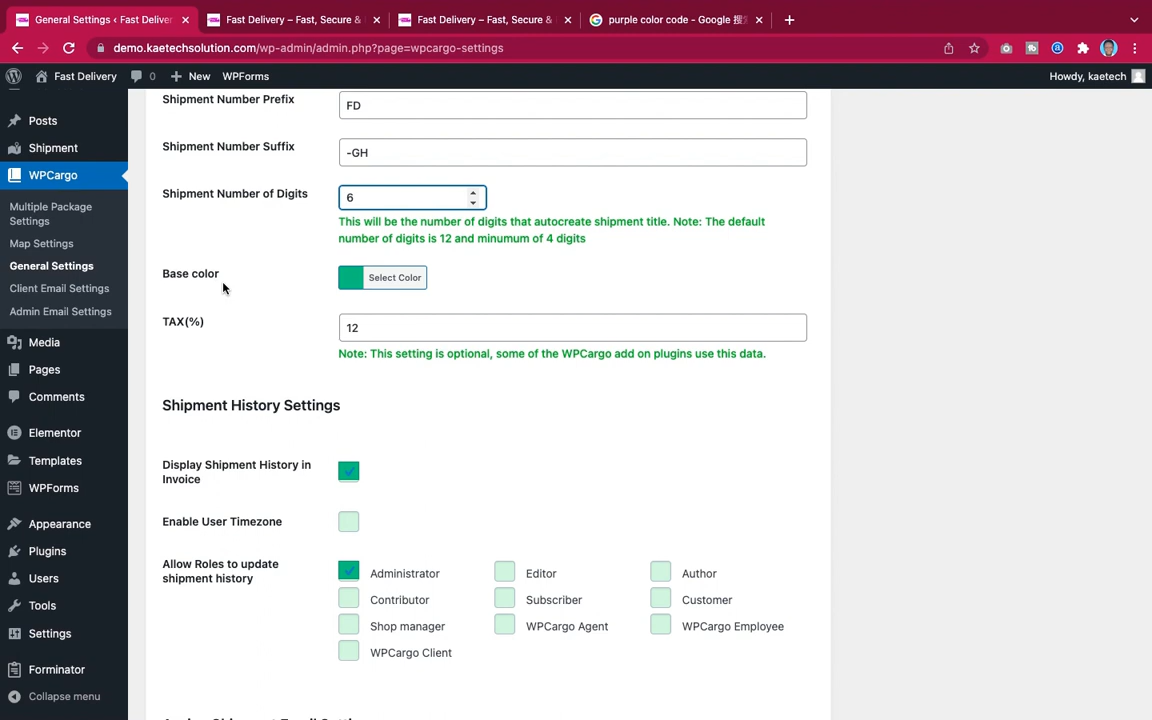 General Settings ‹ Fast Deliver
Fast Delivery – Fast, Secure &
Fast Delivery – Fast, Secure &
purple color code - Google 搜
demo.kaetechsolution.com/wp-admin/admin.php?page=wpcargo-settings
Fast Delivery
0
New
WPForms
Howdy, kaetech
Posts
Shipment
WPCargo
Multiple Package
Settings
Map Settings
General Settings
Client Email Settings
Admin Email Settings
Media
Pages
Comments
Elementor
Templates
WPForms
Appearance
Plugins
Users
Tools
Settings
Forminator
Collapse menu
Shipment Number Prefix
FD
Shipment Number Suffix
-GH
Shipment Number of Digits
6
This will be the number of digits that autocreate shipment title. Note: The default
number of digits is 12 and minumum of 4 digits
Base color
Select Color
TAX(%)
12
Note: This setting is optional, some of the WPCargo add on plugins use this data.
Shipment History Settings
Display Shipment History in
Invoice
Enable User Timezone
Allow Roles to update
shipment history
Administrator
Editor
Author
Contributor
Subscriber
Customer
Shop manager
WPCargo Agent
WPCargo Employee
WPCargo Client